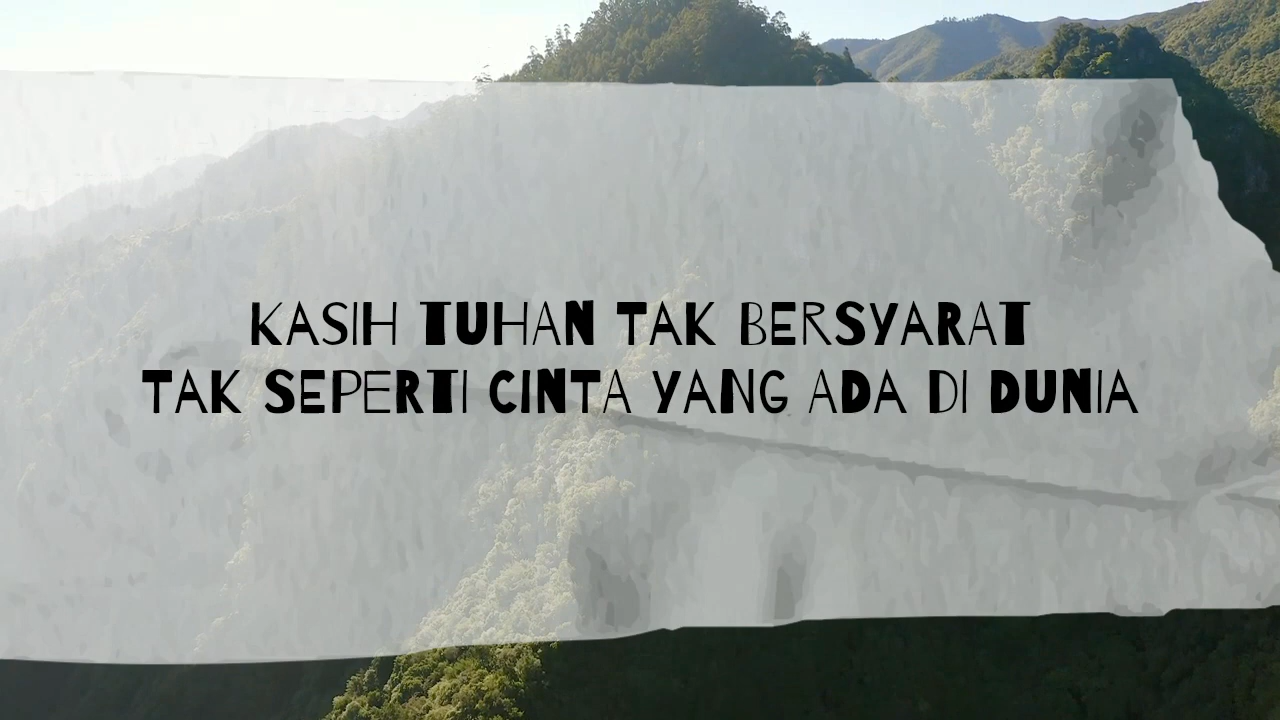 KASIH TUHAN TAK BERSYARAT
TAK SEPERTI CINTA YANG ADA DI DUNIA